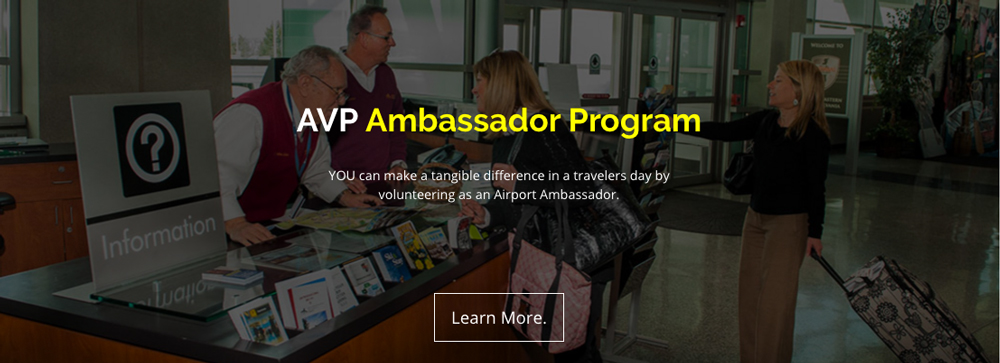 WELCOME TO
AVP Ambassador Program
YOU can make a tangible difference in a travelers day by
volunteering as an Airport Ambassador.
Information
Learn More.